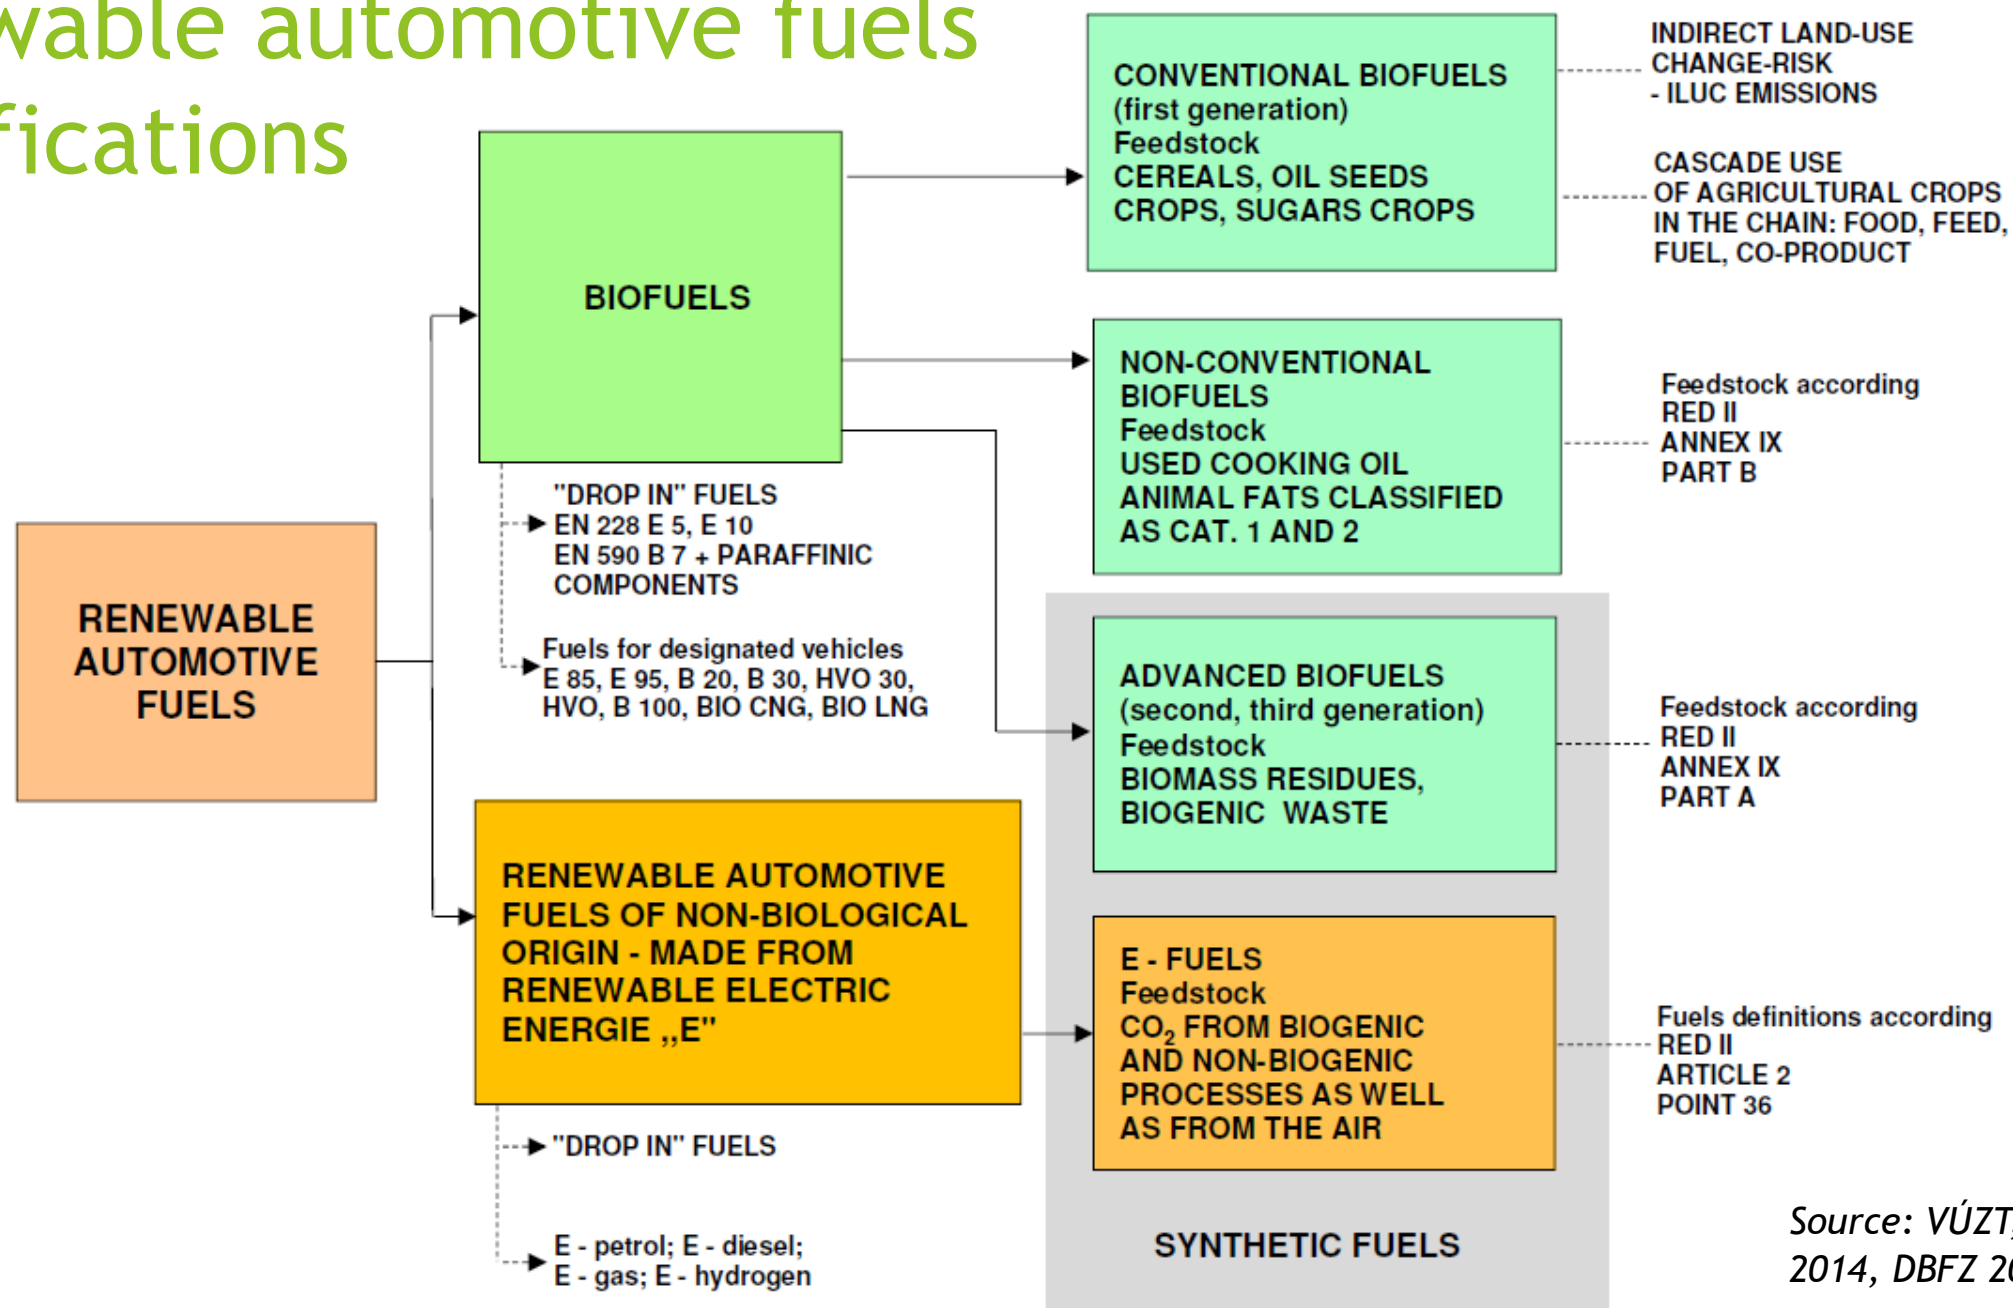 automotive fuels
RENEWABLE
AUTOMOTIVE
FUELS
BIOFUELS
"DROP IN" FUELS
EN 228 E 5, E 10
EN 590 B 7 + PARAFFINIC
COMPONENTS
Fuels for designated vehicles
E 85, E 95, B 20, B 30, HVO 30,
HVO, B 100, BIO CNG, BIO LNG
RENEWABLE AUTOMOTIVE
FUELS OF NON-BIOLOGICAL
ORIGIN - MADE FROM
RENEWABLE ELECTRIC
ENERGIE „E"
"DROP IN" FUELS
E - petrol; E - diesel;
E - gas; E - hydrogen
CONVENTIONAL BIOFUELS
(first generation)
Feedstock
CEREALS, OIL SEEDS
CROPS, SUGARS CROPS
INDIRECT LAND-USE
CHANGE-RISK
- ILUC EMISSIONS
CASCADE USE
OF AGRICULTURAL CROPS
IN THE CHAIN: FOOD, FEED,
FUEL, CO-PRODUCT
NON-CONVENTIONAL
BIOFUELS
Feedstock
USED COOKING OIL
ANIMAL FATS CLASSIFIED
AS CAT. 1 AND 2
Feedstock according
RED II
ANNEX IX
PART B
ADVANCED BIOFUELS
(second, third generation)
Feedstock
BIOMASS RESIDUES,
BIOGENIC WASTE
Feedstock according
RED II
ANNEX IX
PART A
E - FUELS
Feedstock
CO₂ FROM BIOGENIC
AND NON-BIOGENIC
PROCESSES AS WELL
AS FROM THE AIR
Fuels definitions according
RED II
ARTICLE 2
POINT 36
SYNTHETIC FUELS
Source: VÚZT,
2014, DBFZ